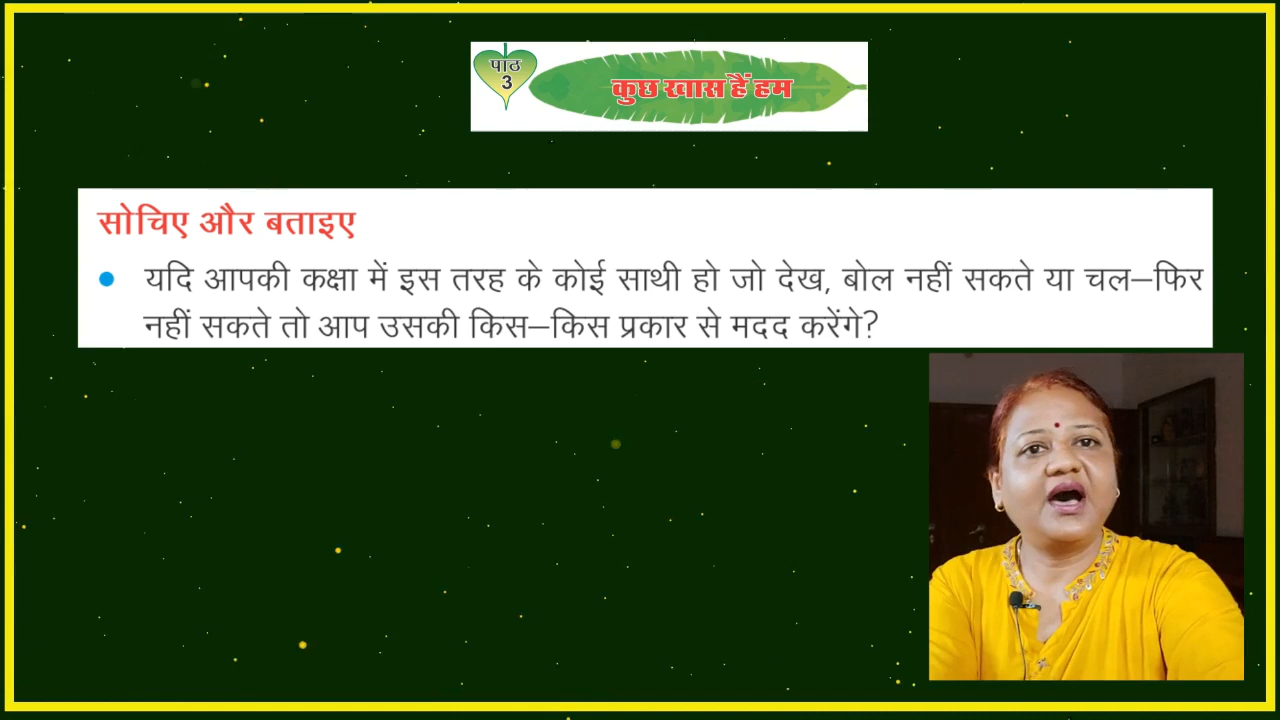 पाठ
3
कुछ खास हैं हम
सोचिए और बताइए
• यदि आपकी कक्षा में इस तरह के कोई साथी हो जो देख, बोल नहीं सकते या चल–फिर
नहीं सकते तो आप उसकी किस–किस प्रकार से मदद करेंगे?